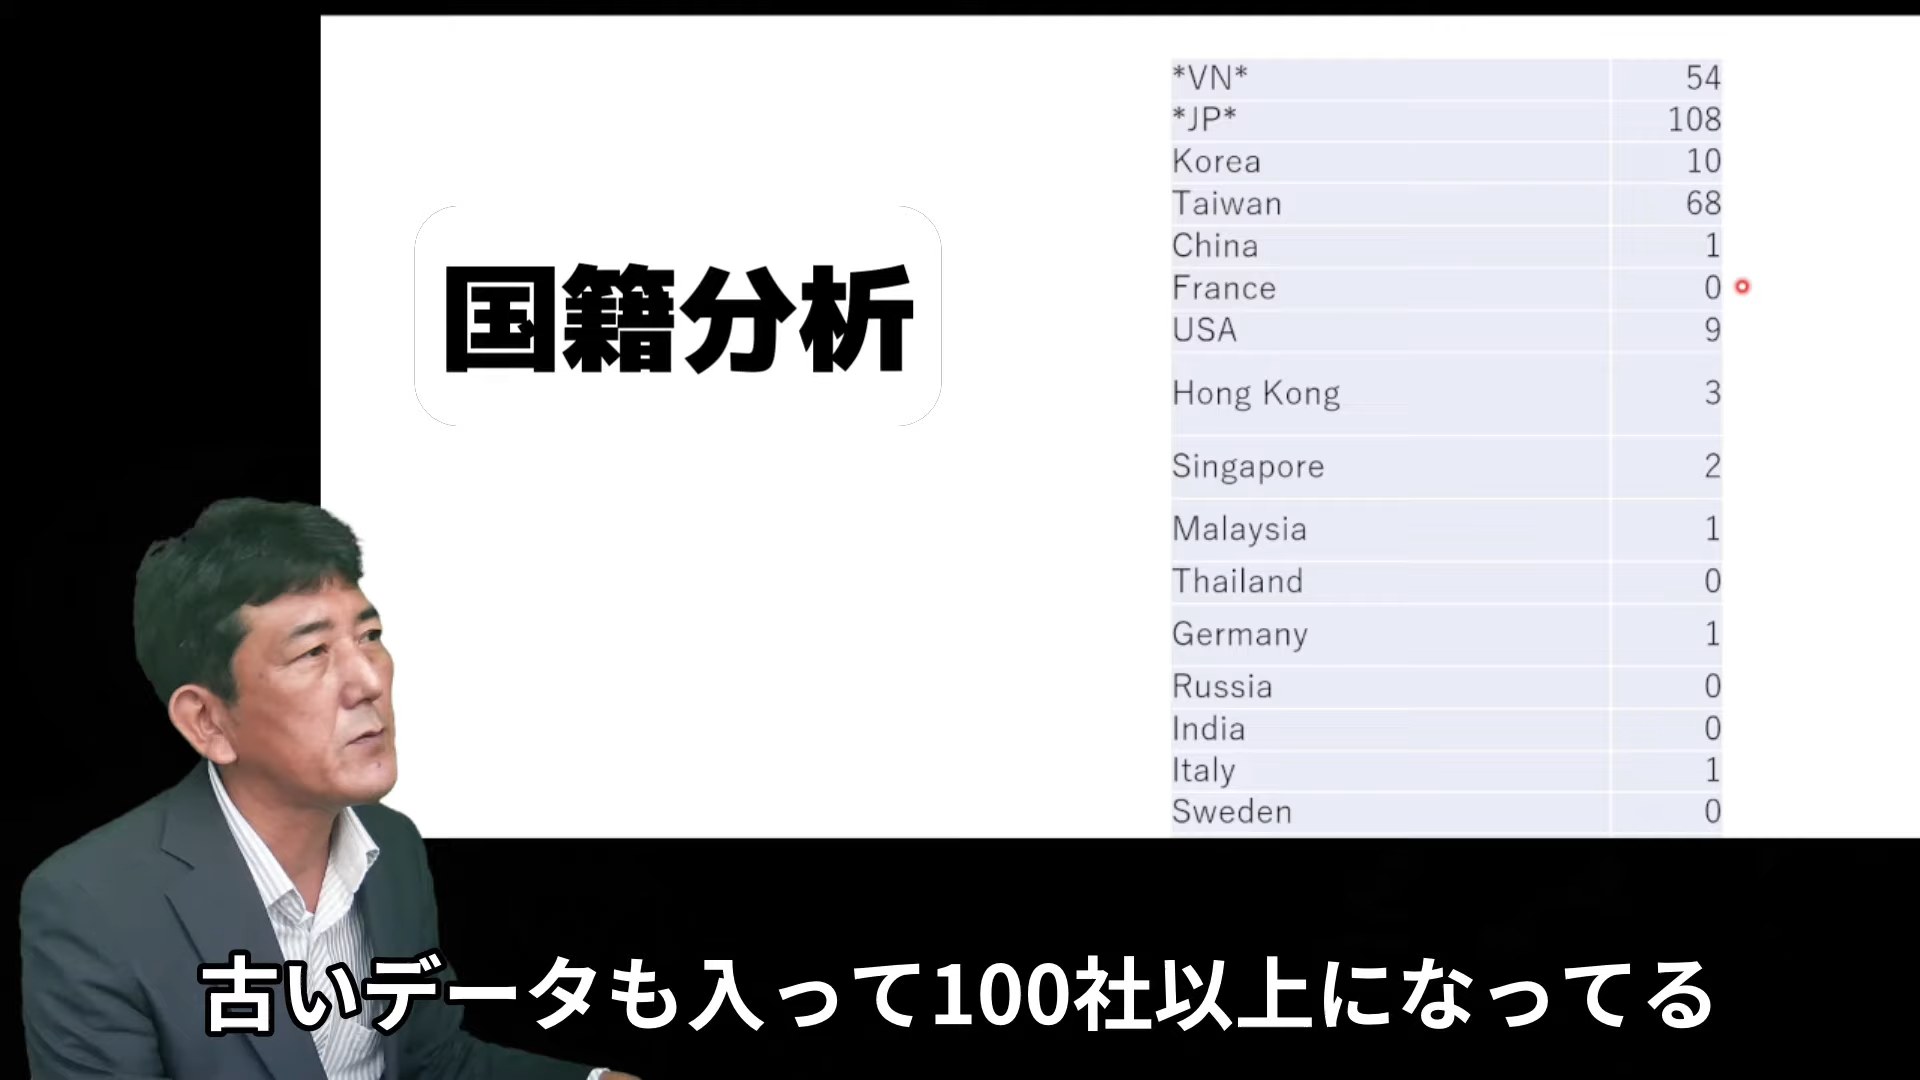 国籍分析
*VN* 54
*JP* 108
Korea 10
Taiwan 68
China 1
France 0
USA 9
Hong Kong 3
Singapore 2
Malaysia 1
Thailand 0
Germany 1
Russia 0
India 0
Italy 1
Sweden 0
古いデータも入って100社以上になってる